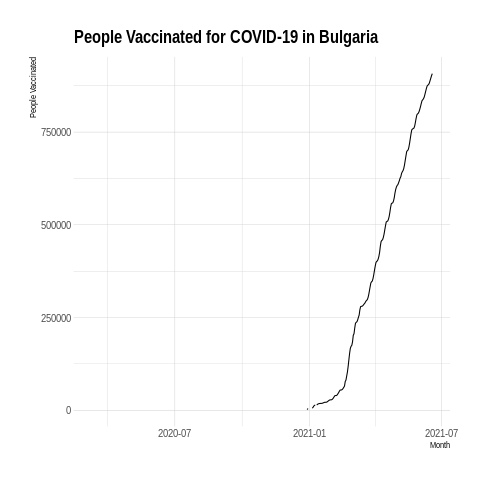 People Vaccinated for COVID-19 in Bulgaria
People Vaccinated
750000
500000
250000
0
2020-07
2021-01
2021-07
Month